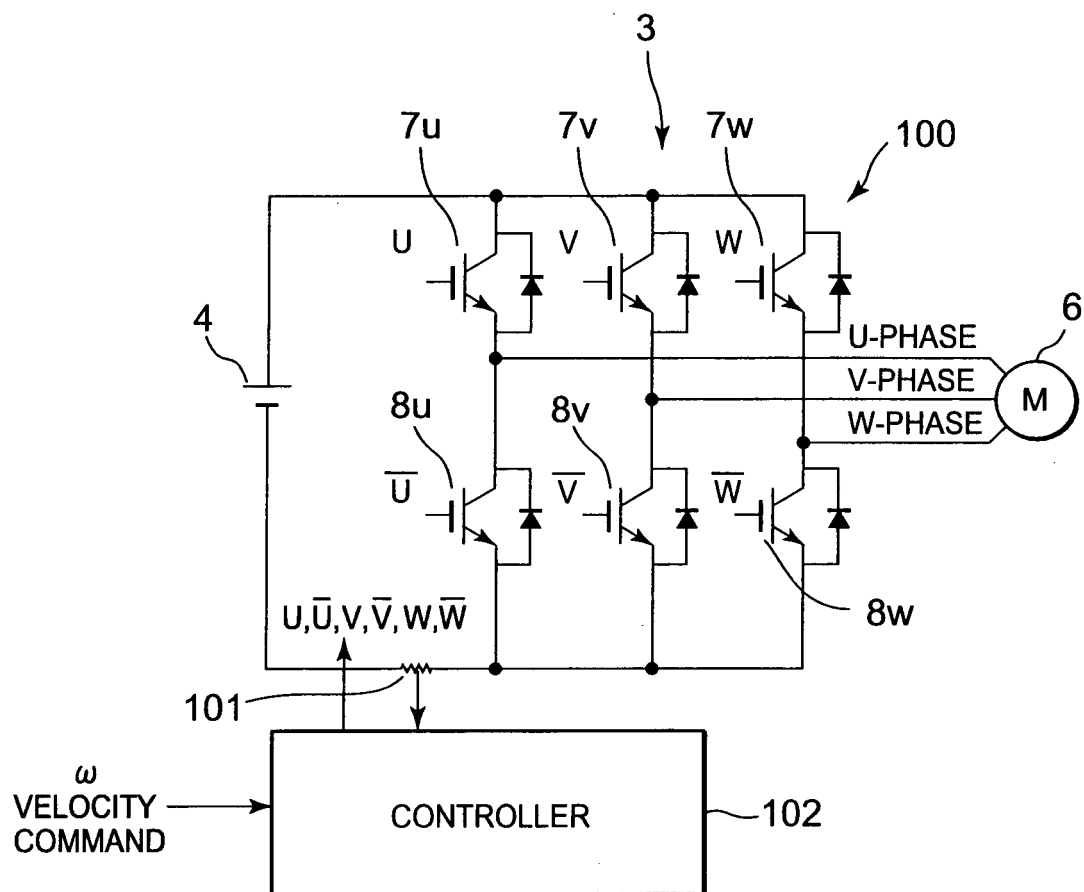 3
7u
7v
7w
100
U
V
W
4
6
U-PHASE
V-PHASE
W-PHASE
M
8u
8v
U̅
V̅
W̅
8w
U,U̅,V,V̅,W,W̅
101
ω
VELOCITY
COMMAND
CONTROLLER
102